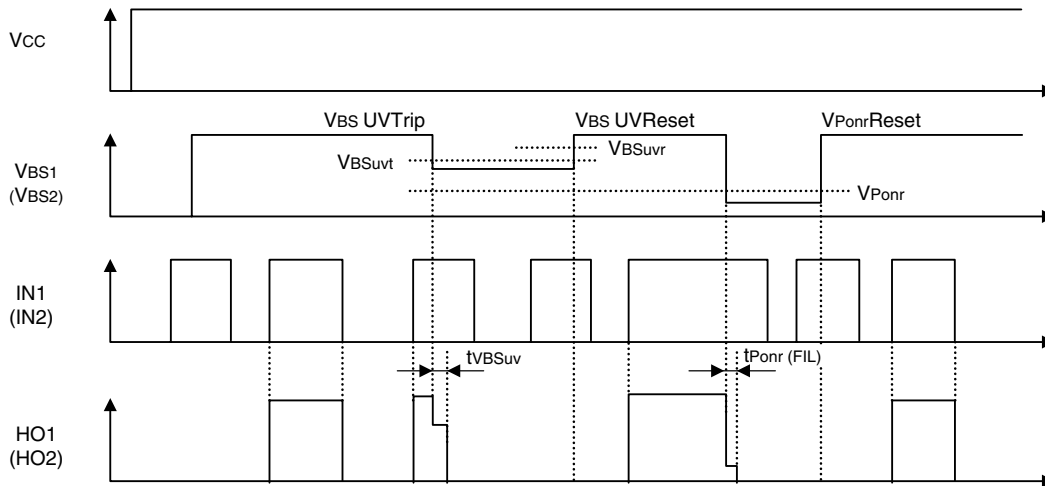 VCC
VBS UVTrip
VBS UVReset
VPonrReset
VBSuvr
VBSuvt
VBS1
(VBS2)
VPonr
IN1
(IN2)
tVBSuv
tPonr (FIL)
HO1
(HO2)